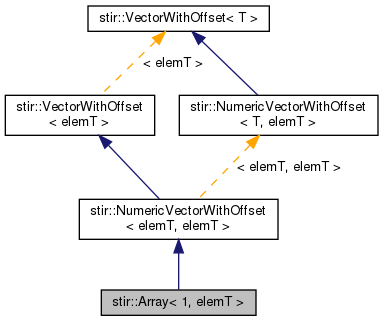 stir::VectorWithOffset< T >
< elemT >
stir::VectorWithOffset
< elemT >
stir::NumericVectorWithOffset
< T, elemT >
< elemT, elemT >
stir::NumericVectorWithOffset
< elemT, elemT >
stir::Array< 1, elemT >